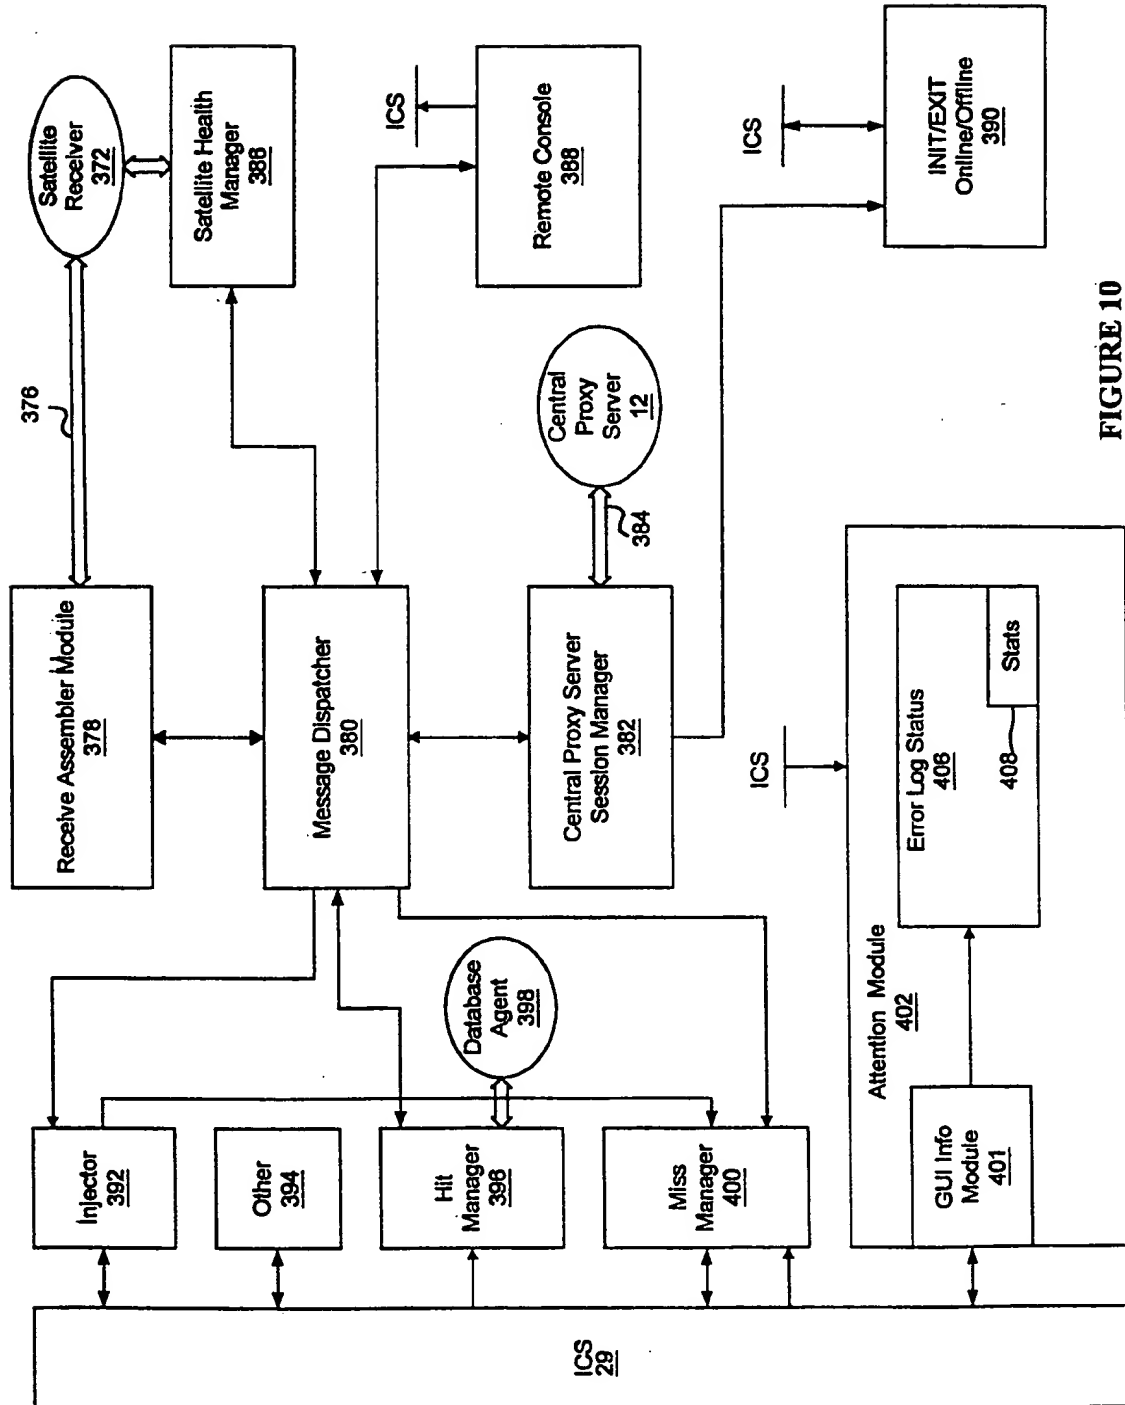 Satellite
Receiver
372
376
Satellite Health
Manager
386
Receive Assembler Module
378
Message Dispatcher
380
ICS
Remote Console
388
Central
Proxy
Server
12
384
Central Proxy Server
Session Manager
382
ICS
INIT/EXIT
Online/Offline
390
Injector
392
Other
394
Database
Agent
398
Hit
Manager
396
Miss
Manager
400
ICS
29
ICS
Attention Module
402
Error Log Status
406
Stats
408
GUI Info
Module
401
FIGURE 10